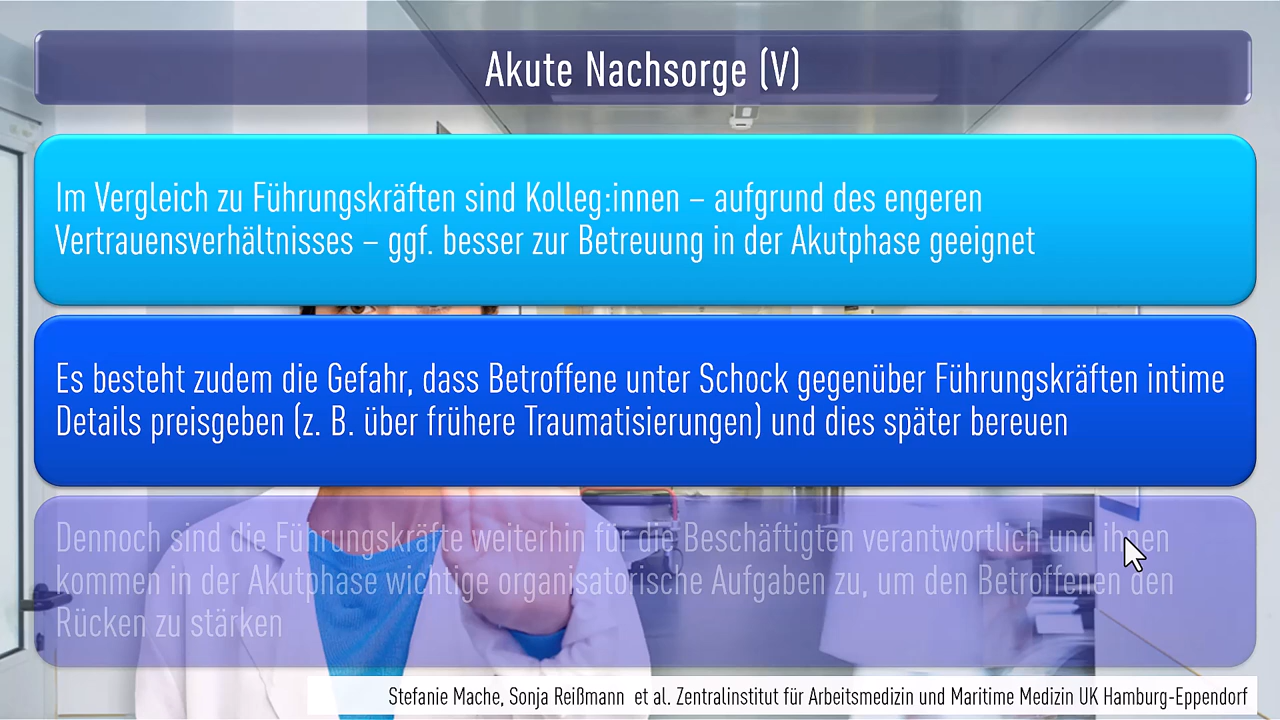 Akute Nachsorge (V)
Im Vergleich zu Führungskräften sind Kolleg:innen – aufgrund des engeren
Vertrauensverhältnisses – ggf. besser zur Betreuung in der Akutphase geeignet
Es besteht zudem die Gefahr, dass Betroffene unter Schock gegenüber Führungskräften intime
Details preisgeben (z. B. über frühere Traumatisierungen) und dies später bereuen
Dennoch sind die Führungskräfte weiterhin für die Beschäftigten verantwortlich und ihnen
kommen in der Akutphase wichtige organisatorische Aufgaben zu, um den Betroffenen den
Rücken zu stärken
Stefanie Mache, Sonja Reißmann et al. Zentralinstitut für Arbeitsmedizin und Maritime Medizin UK Hamburg-Eppendorf